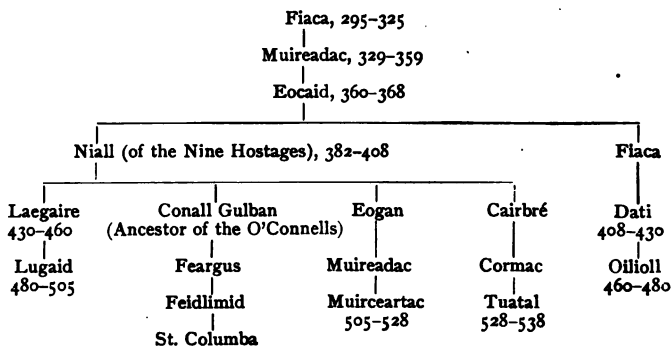 Fiaca, 295–325
Muireadac, 329–359
Eocaid, 360–368
Niall (of the Nine Hostages), 382–408 Fiaca
Laegaire Conall Gulban Eogan Cairbré Dati
430–460 (Ancestor of the O'Connells) 408–430
Lugaid Feargus Muireadac Cormac Oilioll
480–505 460–480
Feidlimid Muirceartac Tuatal
505–528 528–538
St. Columba